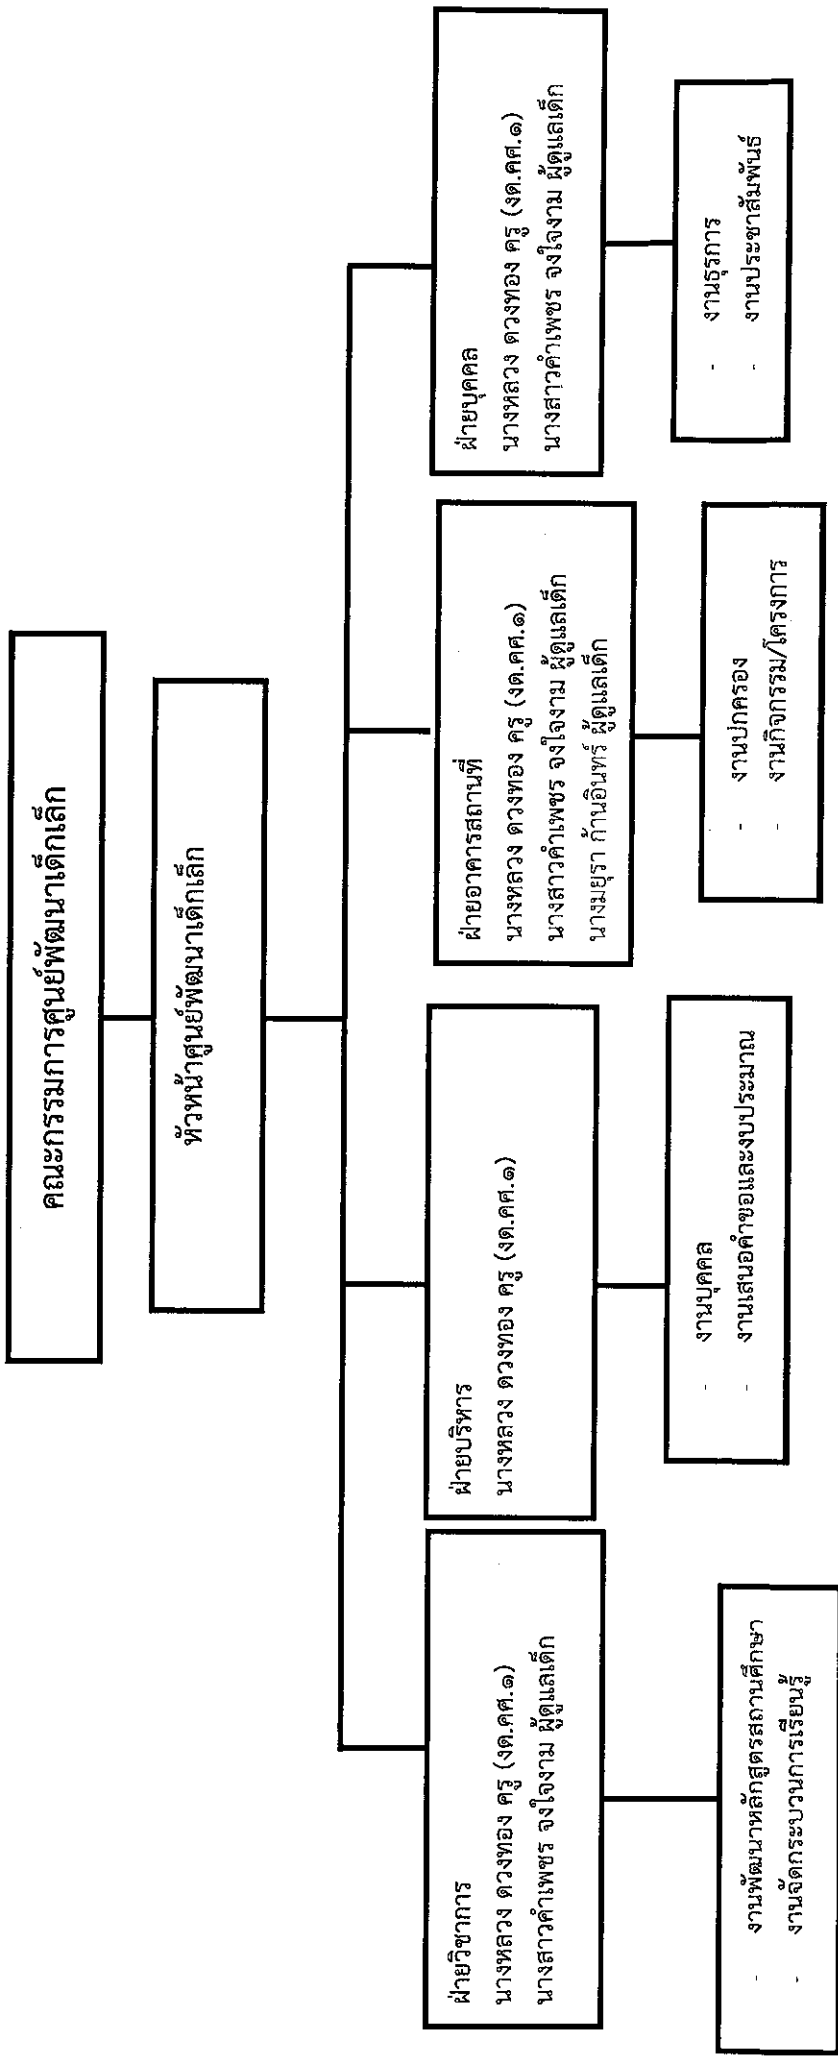 คณะกรรมการศูนย์พัฒนาเด็กเล็ก
หัวหน้าศูนย์พัฒนาเด็กเล็ก
ฝ่ายวิชาการ
นางหลวง ดวงทอง ครู (งด.คศ.๑)
นางสาวคำเพชร จงใจงาม ผู้ดูแลเด็ก
- งานพัฒนาหลักสูตรสถานศึกษา
- งานจัดกระบวนการเรียนรู้
ฝ่ายบริหาร
นางหลวง ดวงทอง ครู (งด.คศ.๑)
- งานบุคคล
- งานเสนอคำขอและงบประมาณ
ฝ่ายอาคารสถานที่
นางหลวง ดวงทอง ครู (งด.คศ.๑)
นางสาวคำเพชร จงใจงาม ผู้ดูแลเด็ก
นางมยุรา ก้านอินทร์ ผู้ดูแลเด็ก
- งานปกครอง
- งานกิจกรรม/โครงการ
ฝ่ายบุคคล
นางหลวง ดวงทอง ครู (งด.คศ.๑)
นางสาวคำเพชร จงใจงาม ผู้ดูแลเด็ก
- งานธุรการ
- งานประชาสัมพันธ์